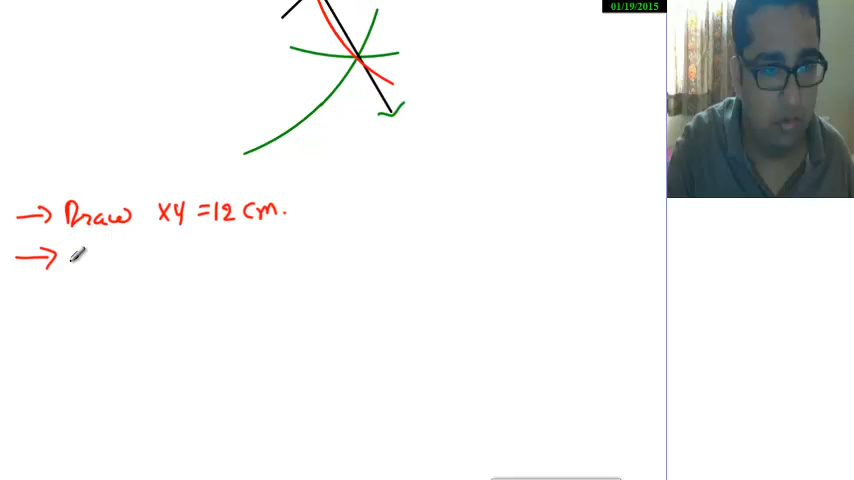 01/19/2015
→ Draw XY = 12 cm.
→